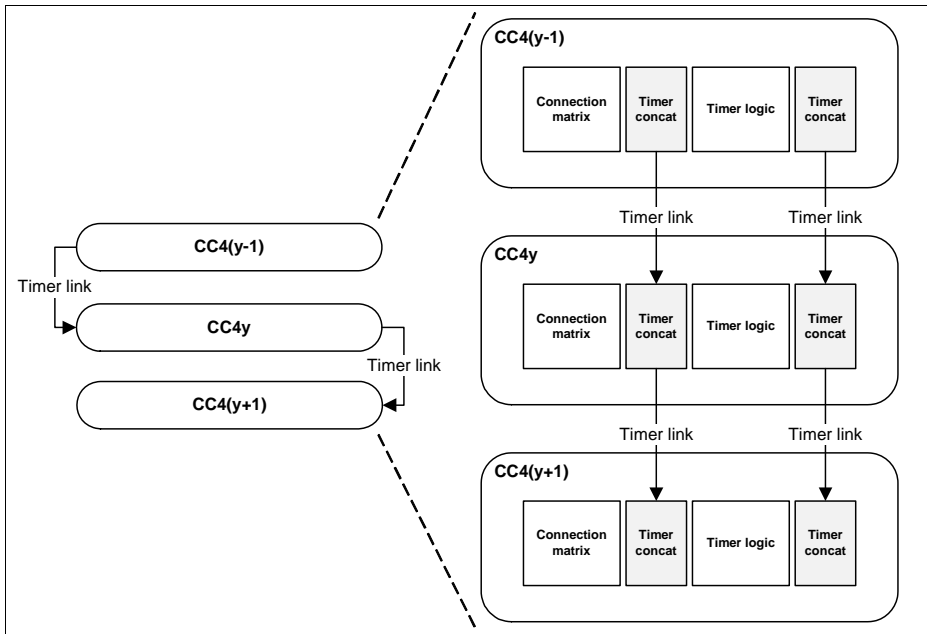 CC4(y-1)
Timer link
CC4y
Timer link
CC4(y+1)
CC4(y-1)
Connection
matrix
Timer
concat
Timer logic
Timer
concat
Timer link
Timer link
CC4y
Connection
matrix
Timer
concat
Timer logic
Timer
concat
Timer link
Timer link
CC4(y+1)
Connection
matrix
Timer
concat
Timer logic
Timer
concat